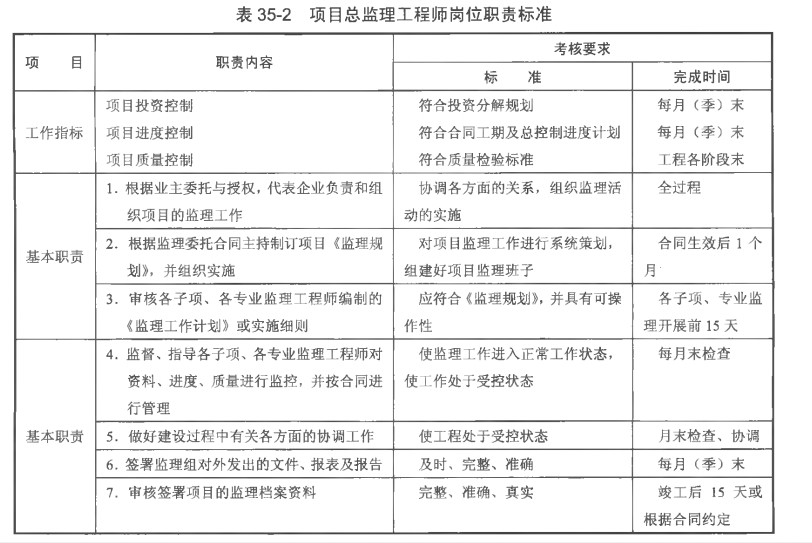 表 35-2 项目总监理工程师岗位职责标准
项 目
职责内容
考核要求
标 准
完成时间
工作指标
项目投资控制
符合投资分解规划
每月（季）末
项目进度控制
符合合同工期及总控制进度计划
每月（季）末
项目质量控制
符合质量检验标准
工程各阶段末
基本职责
1．根据业主委托与授权，代表企业负责和组
织项目的监理工作
协调各方面的关系，组织监理活
动的实施
全过程
2．根据监理委托合同主持制订项目《监理规
划》，并组织实施
对项目监理工作进行系统策划，
组建好项目监理班子
合同生效后 1 个
月
3．审核各子项、各专业监理工程师编制的
《监理工作计划》或实施细则
应符合《监理规划》，并具有可操
作性
各子项、专业监
理开展前 15 天
基本职责
4．监督、指导各子项、各专业监理工程师对
资料、进度、质量进行监控，并按合同进
行管理
使监理工作进入正常工作状态，
使工作处于受控状态
每月末检查
5．做好建设过程中有关各方面的协调工作
使工程处于受控状态
月末检查、协调
6．签署监理组对外发出的文件、报表及报告
及时、完整、准确
每月（季）末
7．审核签署项目的监理档案资料
完整、准确、真实
竣工后 15 天或
根据合同约定